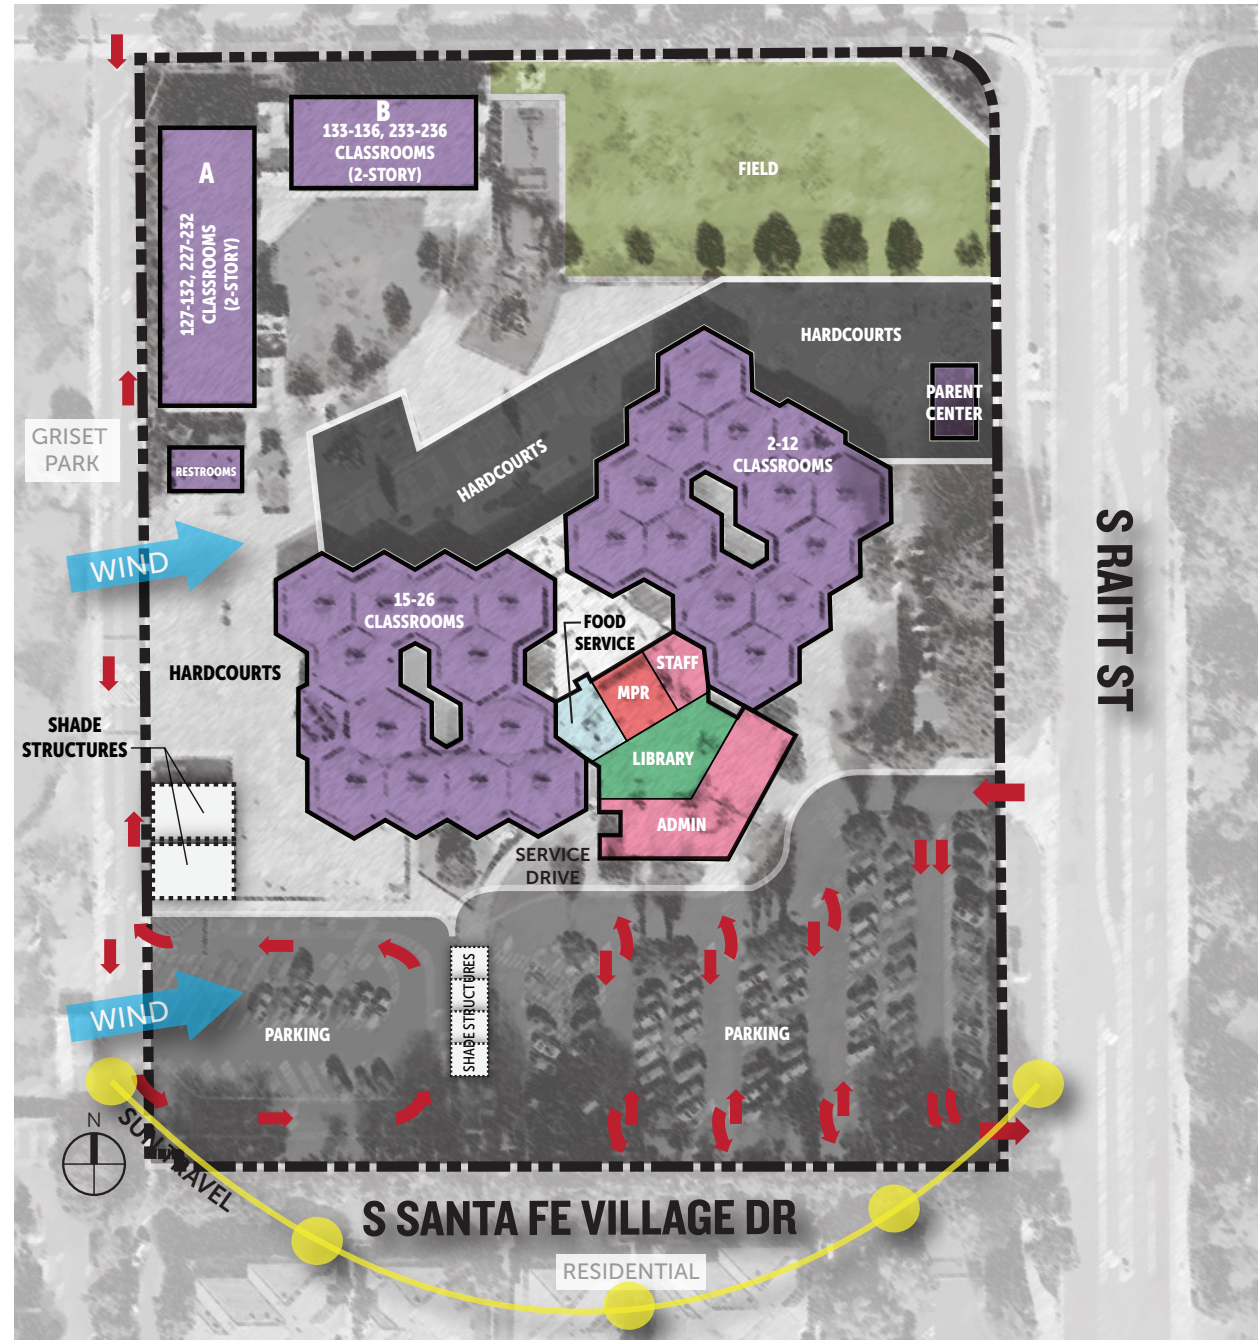 B
133-136, 233-236
CLASSROOMS
(2-STORY)
A
127-132, 227-232
CLASSROOMS
(2-STORY)
FIELD
HARDCOURTS
PARENT
CENTER
GRISET
PARK
RESTROOMS
HARDCOURTS
2-12
CLASSROOMS
WIND
S RAITT ST
15-26
CLASSROOMS
FOOD
SERVICE
STAFF
MPR
HARDCOURTS
SHADE
STRUCTURES
LIBRARY
ADMIN
SERVICE
DRIVE
WIND
PARKING
SHADE STRUCTURES
PARKING
N
SUN TRAVEL
S SANTA FE VILLAGE DR
RESIDENTIAL